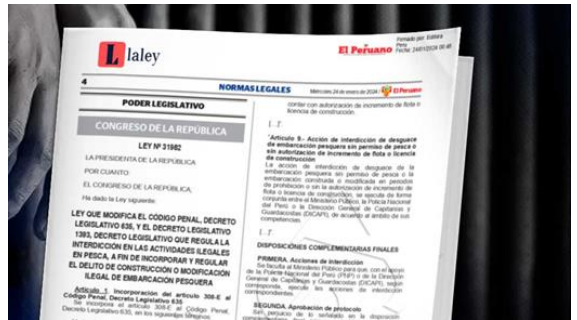 L laley
El Peruano
Firmado por: Editora
Peru
Fecha: 24/01/2024
4
NORMAS LEGALES
Miércoles 24 de enero de 2024 / El Peruano
PODER LEGISLATIVO
CONGRESO DE LA REPÚBLICA
LEY Nº 31982
LA PRESIDENTA DE LA REPÚBLICA
POR CUANTO:
EL CONGRESO DE LA REPÚBLICA;
Ha dado la Ley siguiente:
LEY QUE MODIFICA EL CÓDIGO PENAL, DECRETO
LEGISLATIVO 635, Y EL DECRETO LEGISLATIVO
1393, DECRETO LEGISLATIVO QUE REGULA LA
INTERDICCIÓN EN LAS ACTIVIDADES ILEGALES
EN PESCA, A FIN DE INCORPORAR Y REGULAR
EL DELITO DE CONSTRUCCIÓN O MODIFICACIÓN
ILEGAL DE EMBARCACIÓN PESQUERA
Artículo 1. Incorporación del artículo 308-E al
Código Penal, Decreto Legislativo 635
Se incorpora el artículo 308-E al Código Penal,
Decreto Legislativo 635, en los siguientes términos:
contar con autorización de incremento de flota o
licencia de construcción.
[...]".
"Artículo 9.- Acción de interdicción de desguace
de embarcación pesquera sin permiso de pesca o
sin autorización de incremento de flota o licencia
de construcción
La acción de interdicción de desguace de la
embarcación pesquera sin permiso de pesca o la
embarcación construida o modificada en periodos
de prohibición o sin la autorización de incremento de
flota o licencia de construcción, se ejecuta de forma
conjunta entre el Ministerio Público, la Policía Nacional
del Perú o la Dirección General de Capitanías y
Guardacostas (DICAPI), de acuerdo al ámbito de sus
competencias.
[...]".
DISPOSICIONES COMPLEMENTARIAS FINALES
PRIMERA. Acciones de interdicción
Se faculta al Ministerio Público para que, con el apoyo
de la Policía Nacional del Perú (PNP) o de la Dirección
General de Capitanías y Guardacostas (DICAPI), según
corresponda, ejecute las acciones de interdicción
correspondientes.
SEGUNDA. Aprobación de protocolo
Sin perjuicio de lo señalado en la disposición